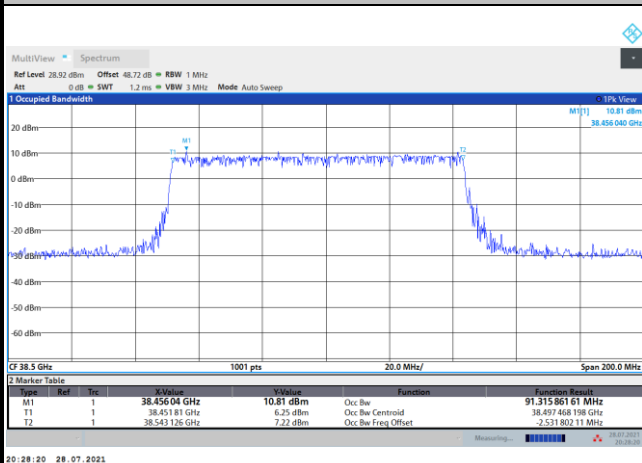 MultiView Spectrum
Ref Level 28.92 dBm Offset 48.72 dB RBW 1 MHz
Att 0 dB SWT 1.2 ms VBW 3 MHz Mode Auto Sweep
1 Occupied Bandwidth 1Pk View
M1[1] 10.81 dBm
38.456 040 GHz
20 dBm
M1
10 dBm
T1 T2
0 dBm
-10 dBm
-20 dBm
-30 dBm
-40 dBm
-50 dBm
-60 dBm
CF 38.5 GHz 1001 pts 20.0 MHz/ Span 200.0 MHz
2 Marker Table
Type Ref Trc X-Value Y-Value Function Function Result
M1 1 38.456 04 GHz 10.81 dBm Occ Bw 91.315 861 61 MHz
T1 1 38.451 81 GHz 6.25 dBm Occ Bw Centroid 38.497 468 198 GHz
T2 1 38.543 126 GHz 7.22 dBm Occ Bw Freq Offset -2.531 802 11 MHz
Measuring... 28.07.2021
20:28:20
20:28:20 28.07.2021